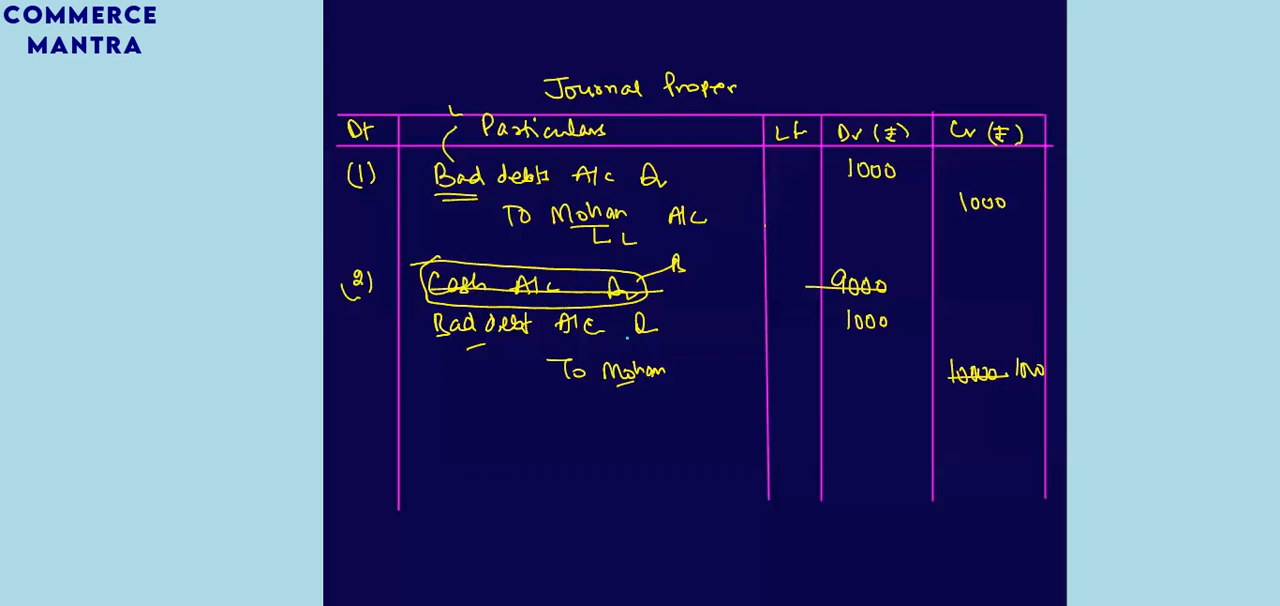 COMMERCE
MANTRA
Journal Proper
L
Dt Particulars LF Dr (₹) Cr (₹)
(1) Bad debts A/c Dr 1000
To Mohan A/C 1000
L L
(2) Cash A/c Dr B 9000
Bad debt A/C Dr 1000
To Mohan 10000 1000